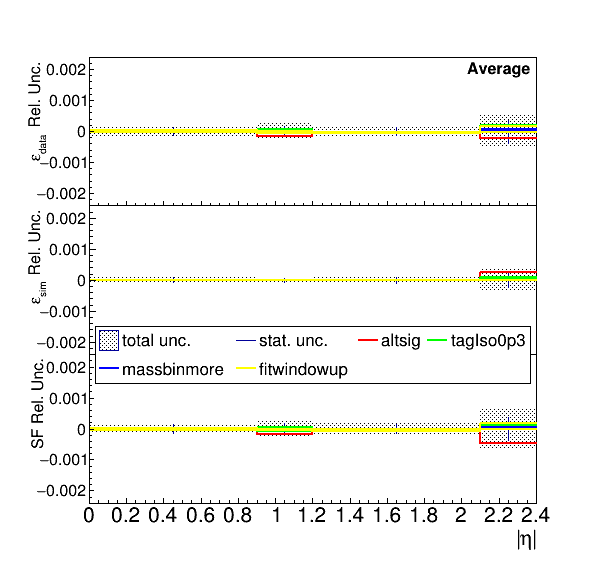 Average
ε_data Rel. Unc.
0.002
0.001
0
−0.001
−0.002
ε_sim Rel. Unc.
0.002
0.001
0
−0.001
−0.002
total unc. stat. unc. altsig tagIso0p3
massbinmore fitwindowup
SF Rel. Unc.
0.002
0.001
0
−0.001
−0.002
0 0.2 0.4 0.6 0.8 1 1.2 1.4 1.6 1.8 2 2.2 2.4
|η|